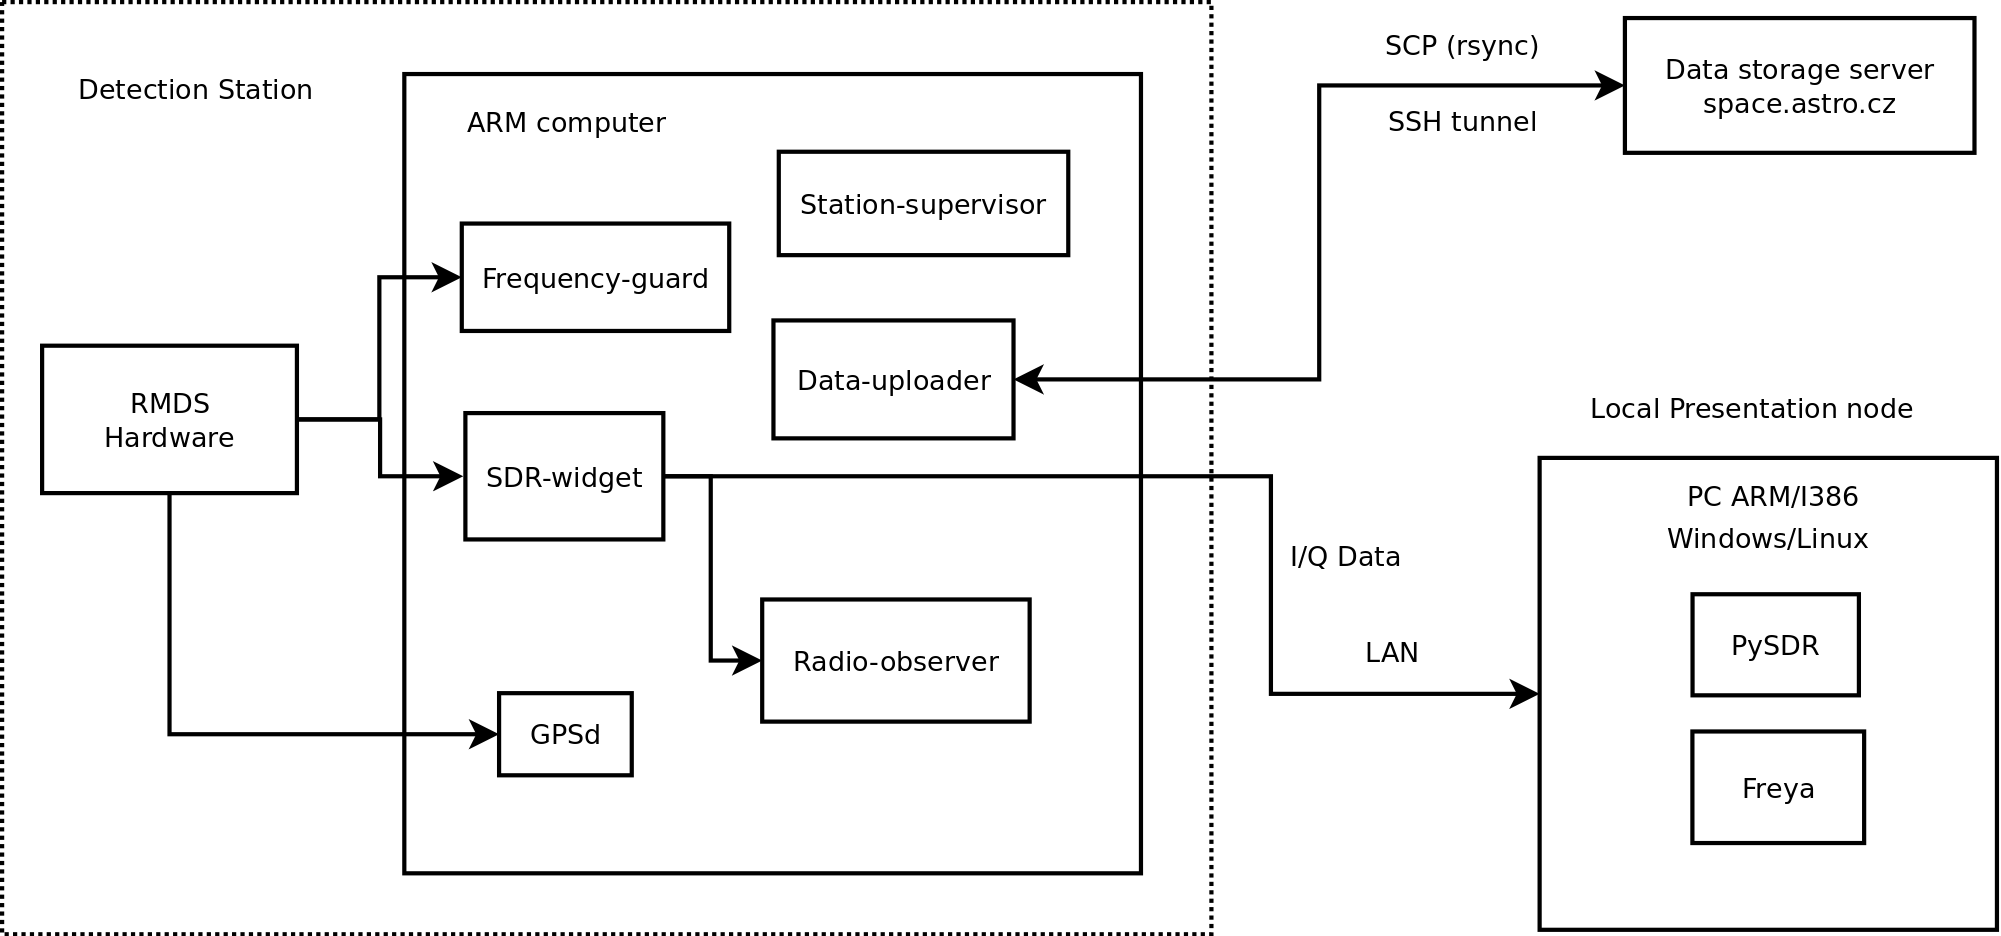 Detection Station
ARM computer
Station-supervisor
Frequency-guard
Data-uploader
RMDS
Hardware
SDR-widget
Radio-observer
GPSd
SCP (rsync)
SSH tunnel
Data storage server
space.astro.cz
I/Q Data
LAN
Local Presentation node
PC ARM/I386
Windows/Linux
PySDR
Freya